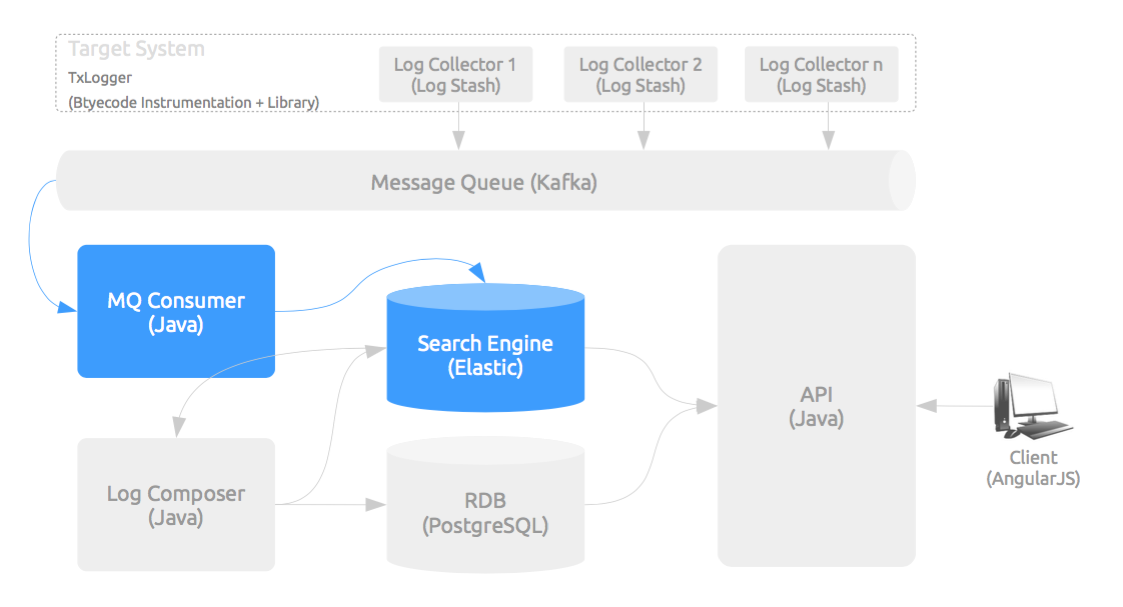 Target System
TxLogger
(Btyecode Instrumentation + Library)
Log Collector 1
(Log Stash)
Log Collector 2
(Log Stash)
Log Collector n
(Log Stash)
Message Queue (Kafka)
MQ Consumer
(Java)
Search Engine
(Elastic)
API
(Java)
Client
(AngularJS)
Log Composer
(Java)
RDB
(PostgreSQL)